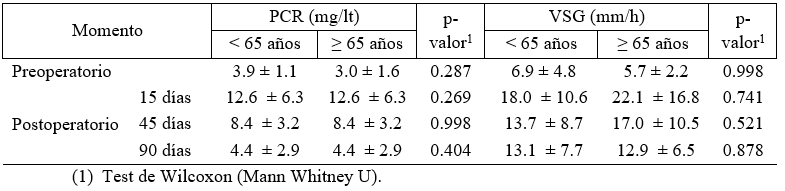 Momento PCR (mg/lt) p-valor1 VSG (mm/h) p-valor1
< 65 años ≥ 65 años < 65 años ≥ 65 años
Preoperatorio 3.9 ± 1.1 3.0 ± 1.6 0.287 6.9 ± 4.8 5.7 ± 2.2 0.998
15 días 12.6 ± 6.3 12.6 ± 6.3 0.269 18.0 ± 10.6 22.1 ± 16.8 0.741
Postoperatorio 45 días 8.4 ± 3.2 8.4 ± 3.2 0.998 13.7 ± 8.7 17.0 ± 10.5 0.521
90 días 4.4 ± 2.9 4.4 ± 2.9 0.404 13.1 ± 7.7 12.9 ± 6.5 0.878
(1) Test de Wilcoxon (Mann Whitney U).